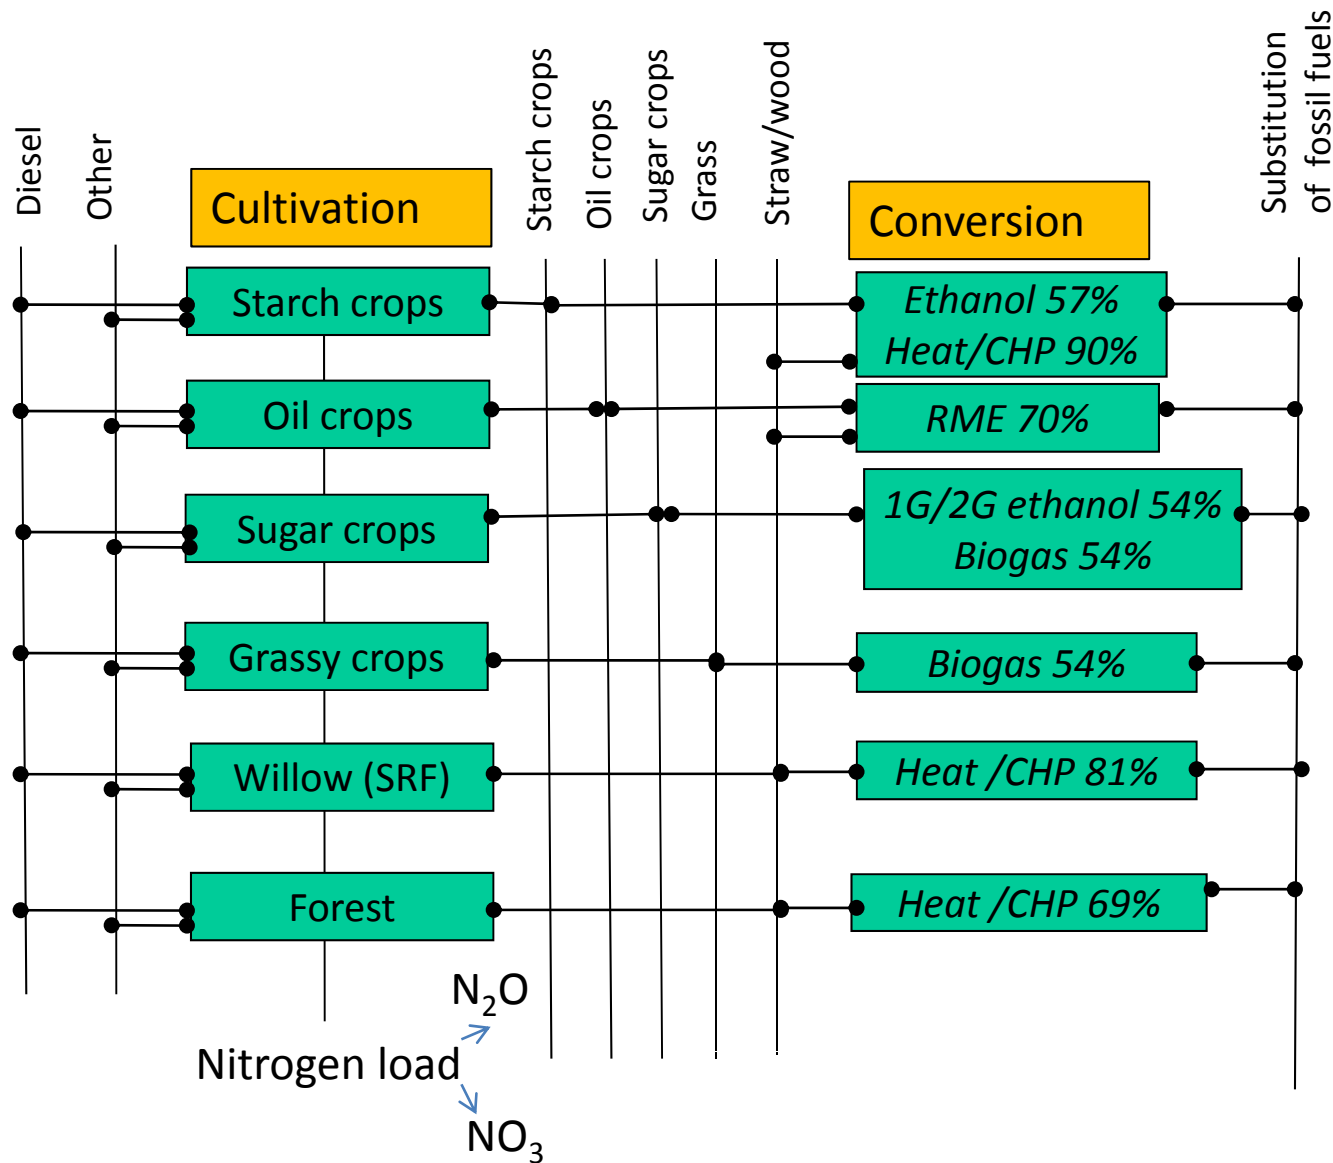 Diesel
Other
Cultivation
Starch crops
Oil crops
Sugar crops
Grass
Straw/wood
Conversion
Substitution
of fossil fuels
Starch crops
Ethanol 57%
Heat/CHP 90%
Oil crops
RME 70%
Sugar crops
1G/2G ethanol 54%
Biogas 54%
Grassy crops
Biogas 54%
Willow (SRF)
Heat /CHP 81%
Forest
Heat /CHP 69%
N₂O
Nitrogen load
NO₃